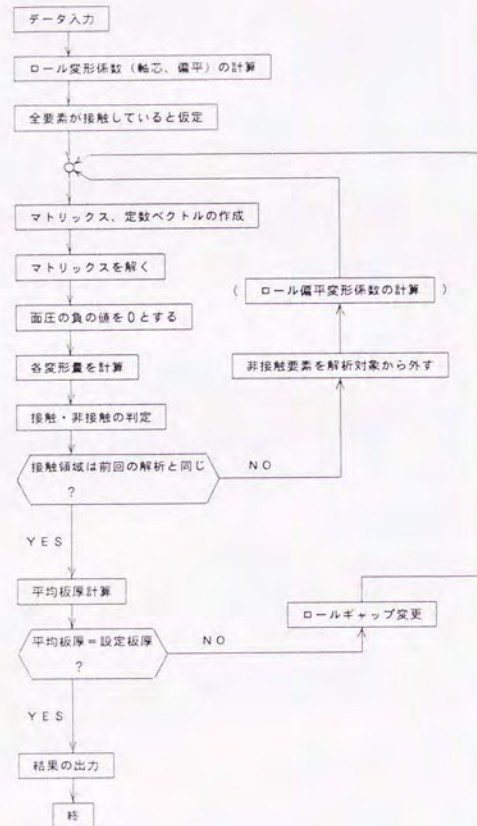 データ入力
ロール変形係数（軸芯、偏平）の計算
全要素が接触していると仮定
マトリックス、定数ベクトルの作成
マトリックスを解く
（ロール偏平変形係数の計算）
面圧の負の値を0とする
各変形量を計算
非接触要素を解析対象から外す
接触・非接触の判定
接触領域は前回の解析と同じ
？
NO
YES
平均板厚計算
ロールギャップ変更
平均板厚＝設定板厚
？
NO
YES
結果の出力
終